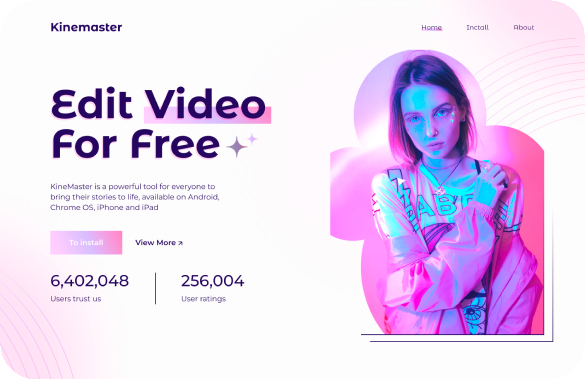 Kinemaster
Home Inctall About
Edit Video
For Free
KineMaster is a powerful tool for everyone to
bring their stories to life, available on Android,
Chrome OS, iPhone and iPad
To install View More ↗
6,402,048 256,004
Users trust us User ratings